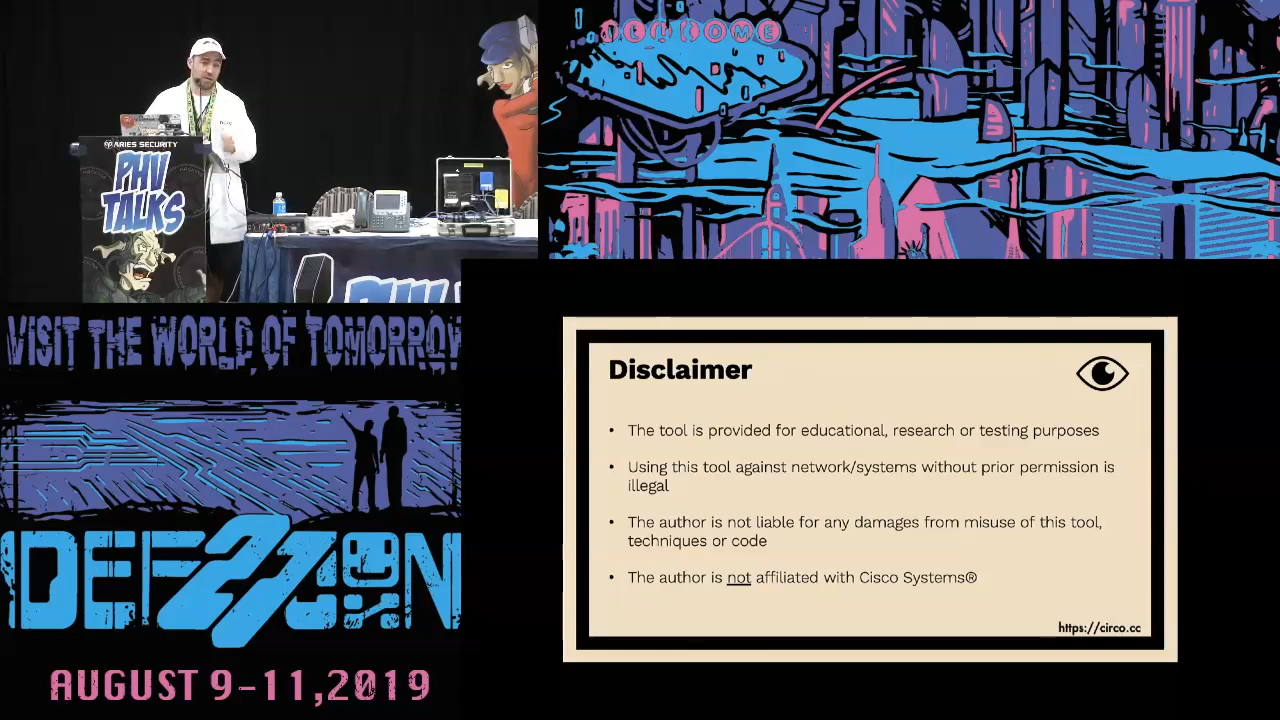 WELCOME
ARIES SECURITY
PHV
TALKS
VISIT THE WORLD OF TOMORROW
DEF 27 CON
AUGUST 9-11,2019
Disclaimer
• The tool is provided for educational, research or testing purposes
• Using this tool against network/systems without prior permission is
illegal
• The author is not liable for any damages from misuse of this tool,
techniques or code
• The author is not affiliated with Cisco Systems®
https://circo.cc